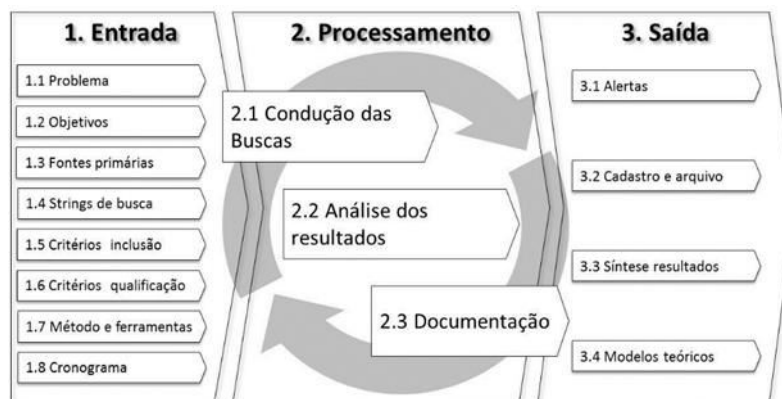 1. Entrada
1.1 Problema
1.2 Objetivos
1.3 Fontes primárias
1.4 Strings de busca
1.5 Critérios inclusão
1.6 Critérios qualificação
1.7 Método e ferramentas
1.8 Cronograma
2. Processamento
2.1 Condução das
Buscas
2.2 Análise dos
resultados
2.3 Documentação
3. Saída
3.1 Alertas
3.2 Cadastro e arquivo
3.3 Síntese resultados
3.4 Modelos teóricos